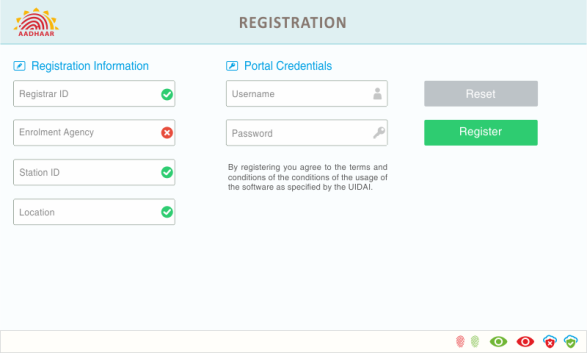 AADHAAR
REGISTRATION
Registration Information
Registrar ID
Enrolment Agency
Station ID
Location
Portal Credentials
Username
Password
By registering you agree to the terms and
conditions of the conditions of the usage of
the software as specified by the UIDAI.
Reset
Register